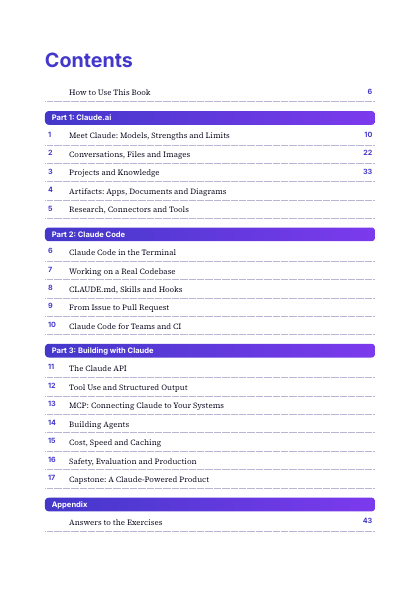 Contents
How to Use This Book 6
Part 1: Claude.ai
1 Meet Claude: Models, Strengths and Limits 10
2 Conversations, Files and Images 22
3 Projects and Knowledge 33
4 Artifacts: Apps, Documents and Diagrams
5 Research, Connectors and Tools
Part 2: Claude Code
6 Claude Code in the Terminal
7 Working on a Real Codebase
8 CLAUDE.md, Skills and Hooks
9 From Issue to Pull Request
10 Claude Code for Teams and CI
Part 3: Building with Claude
11 The Claude API
12 Tool Use and Structured Output
13 MCP: Connecting Claude to Your Systems
14 Building Agents
15 Cost, Speed and Caching
16 Safety, Evaluation and Production
17 Capstone: A Claude-Powered Product
Appendix
Answers to the Exercises 43